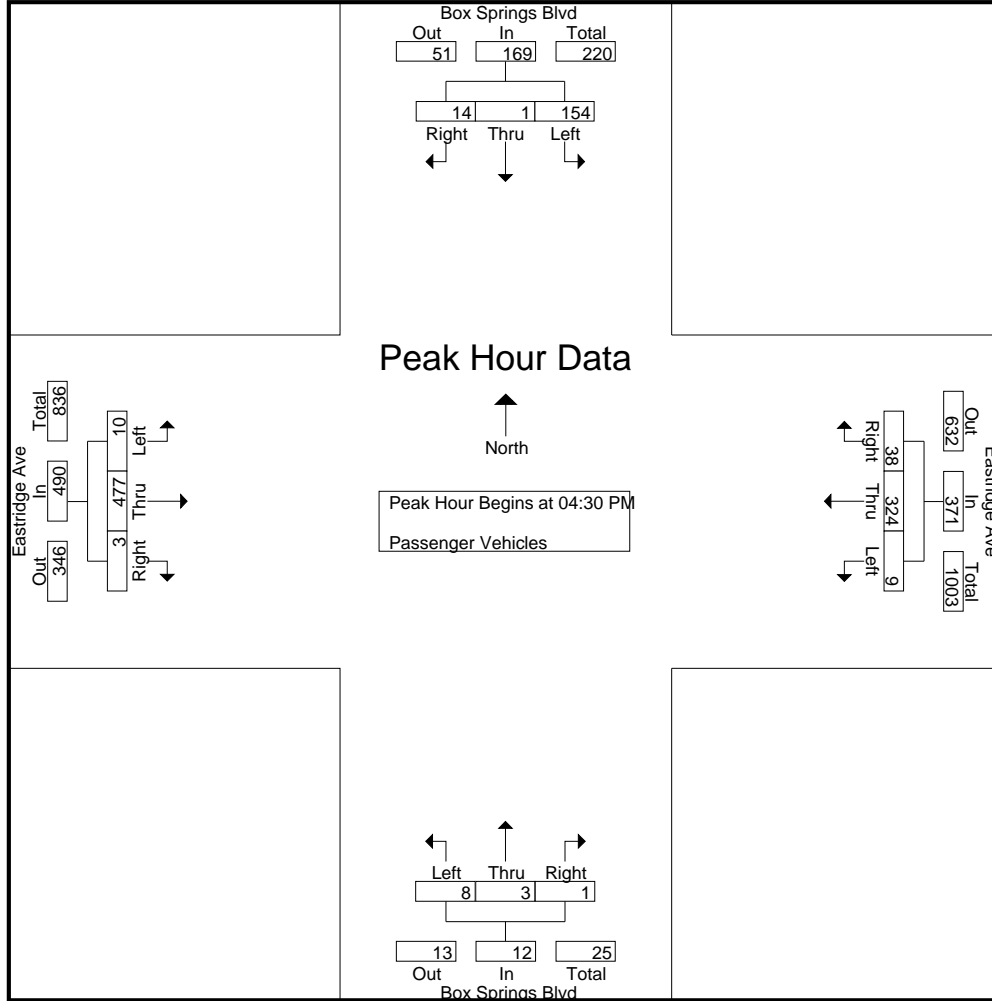 Box Springs Blvd
Out In Total
51 169 220
14 1 154
Right Thru Left
Peak Hour Data
North
Peak Hour Begins at 04:30 PM
Passenger Vehicles
Eastridge Ave
Out In Total
346 490 836
3 477 10
Right Thru Left
Eastridge Ave
Out In Total
632 371 1003
38 324 9
Right Thru Left
Left Thru Right
8 3 1
13 12 25
Out In Total
Box Springs Blvd